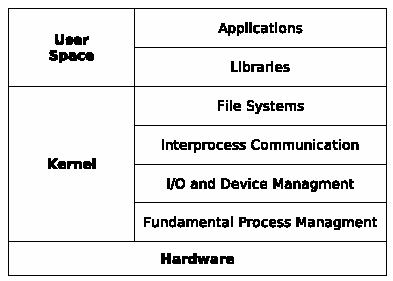 User
Space
Applications
Libraries
Kernel
File Systems
Interprocess Communication
I/O and Device Managment
Fundamental Process Managment
Hardware